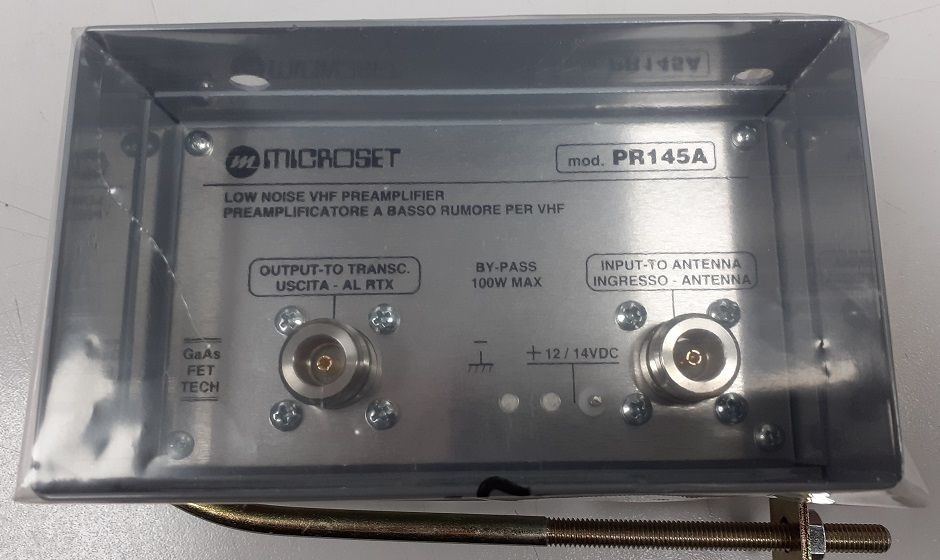 m MICROSET
mod. PR145A
LOW NOISE VHF PREAMPLIFIER
PREAMPLIFICATORE A BASSO RUMORE PER VHF
OUTPUT-TO TRANSC.
USCITA - AL RTX
BY-PASS
100W MAX
INPUT-TO ANTENNA
INGRESSO - ANTENNA
GaAs
FET
TECH
−
+ 12 / 14VDC